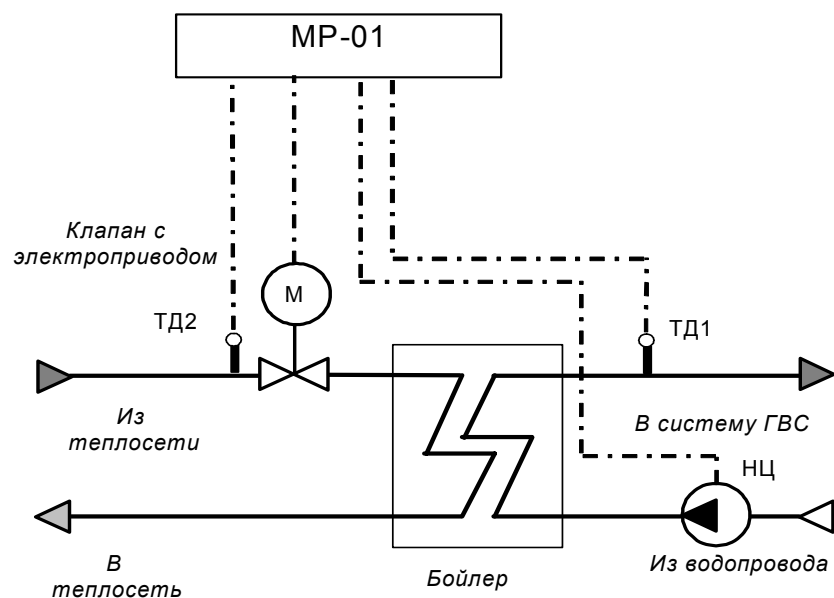 МР-01
Клапан с
электроприводом
М
ТД2
ТД1
Из
теплосети
В систему ГВС
НЦ
В
теплосеть
Бойлер
Из водопровода